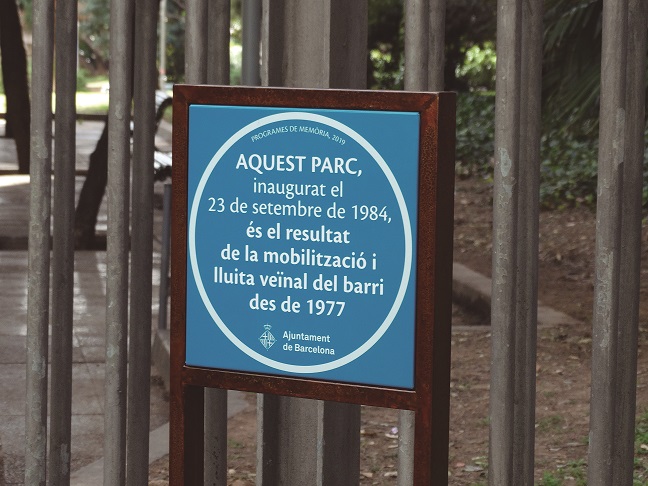 PROGRAMES DE MEMÒRIA, 2019
AQUEST PARC,
inaugurat el
23 de setembre de 1984,
és el resultat
de la mobilització i
lluita veïnal del barri
des de 1977
Ajuntament
de Barcelona